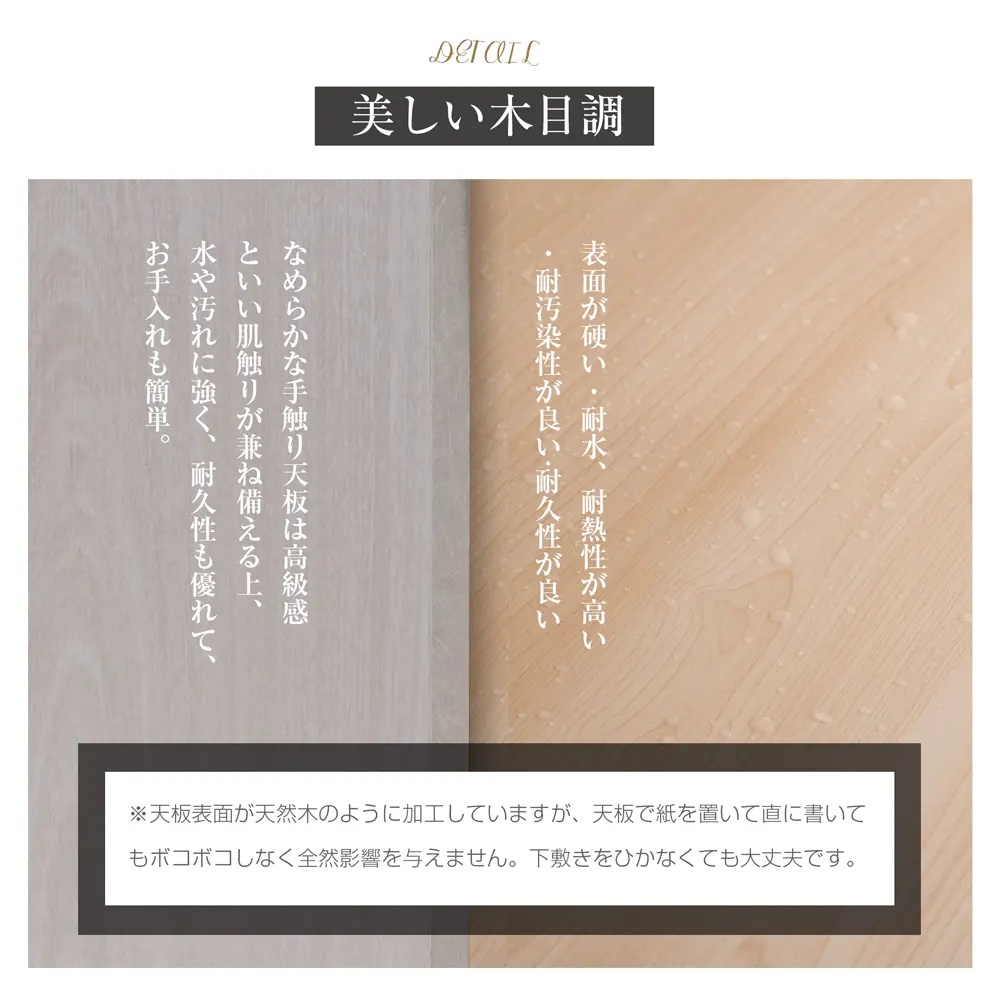 DETAIL
美しい木目調
表面が硬い・耐水、耐熱性が高い
・耐汚染性が良い・耐久性が良い
なめらかな手触り天板は高級感
といい肌触りが兼ね備える上、
水や汚れに強く、耐久性も優れて、
お手入れも簡単。
※天板表面が天然木のように加工していますが、天板で紙を置いて直に書いて
もボコボコしなく全然影響を与えません。下敷きをひかなくても大丈夫です。